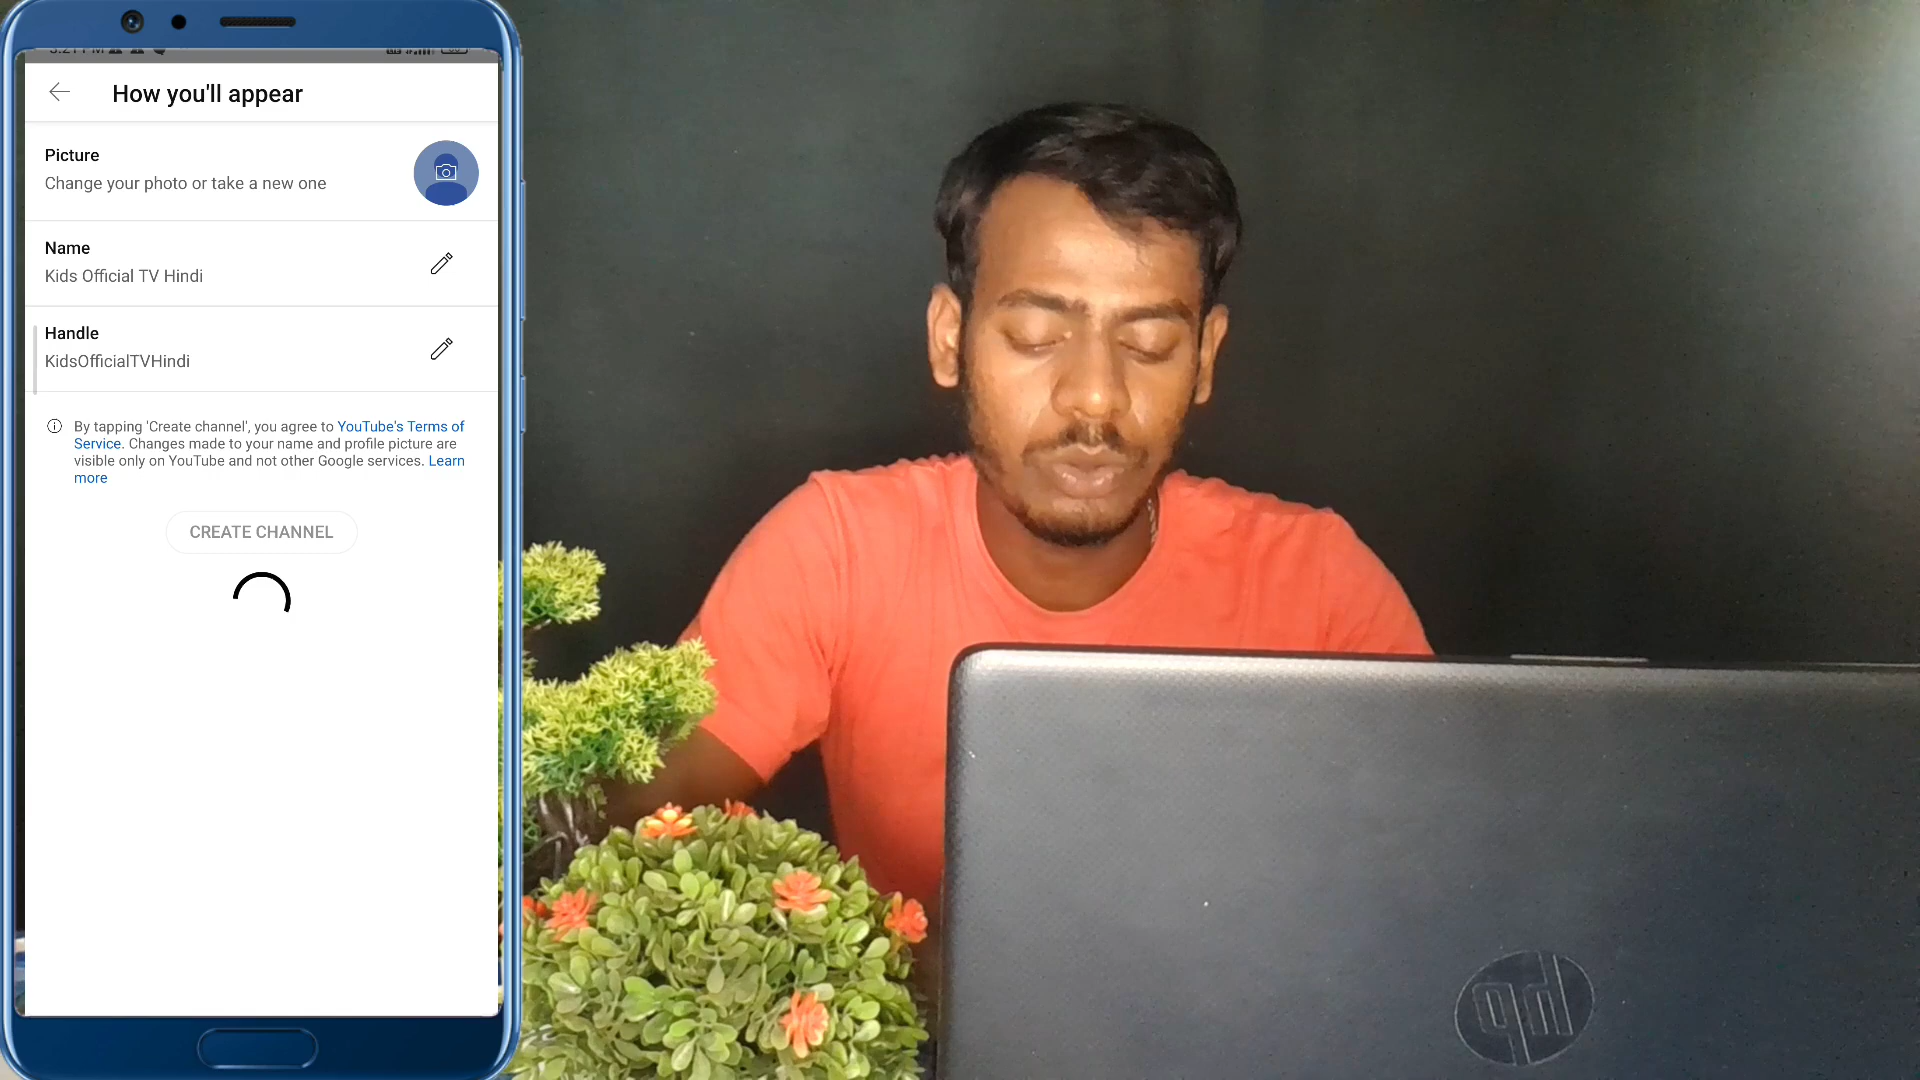 How you'll appear
Picture
Change your photo or take a new one
Name
Kids Official TV Hindi
Handle
KidsOfficialTVHindi
By tapping 'Create channel', you agree to YouTube's Terms of
Service. Changes made to your name and profile picture are
visible only on YouTube and not other Google services. Learn
more
CREATE CHANNEL
hp